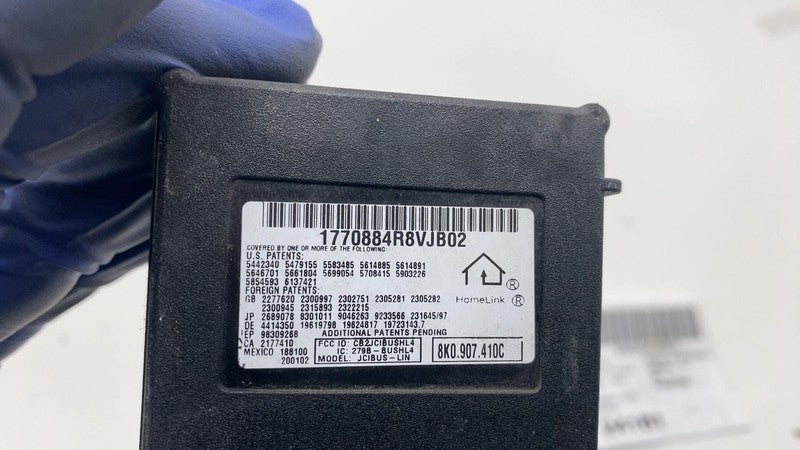 1770884R8VJB02
COVERED BY ONE OR MORE OF THE FOLLOWING
U.S. PATENTS:
5442340 5479155 5583485 5614885 5614891
5646701 5661804 5699054 5708415 5903226
5854593 6137421
FOREIGN PATENTS:
GB 2277620 2300997 2302751 2305281 2305282
2300945 2315893 2322215
JP 2689078 8301011 9046263 9233566 231645/97
DE 4414350 19619798 19624817 19723143.7
EP 98309268 ADDITIONAL PATENTS PENDING
CA 2177410
MEXICO 188100
200102
FCC ID: CB2JCIBUSHL4
IC: 279B-BUSHL4
MODEL: JCIBUS-LIN
HomeLink ®
®
8K0.907.410C